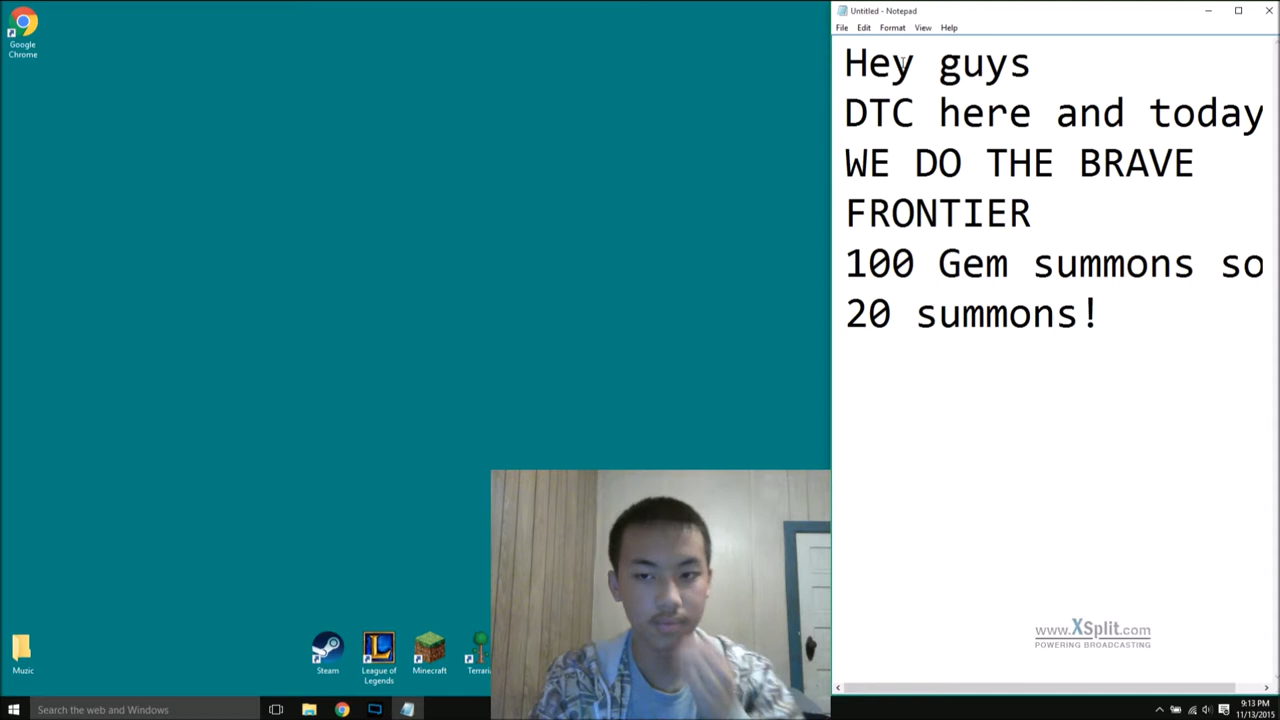 Google
Chrome
Untitled - Notepad
File Edit Format View Help
Hey guys
DTC here and today
WE DO THE BRAVE
FRONTIER
100 Gem summons so
20 summons!
www.XSplit.com
POWERING BROADCASTING
Muzic
Steam
League of
Legends
Minecraft
Terrari
Search the web and Windows
9:13 PM
11/13/2015